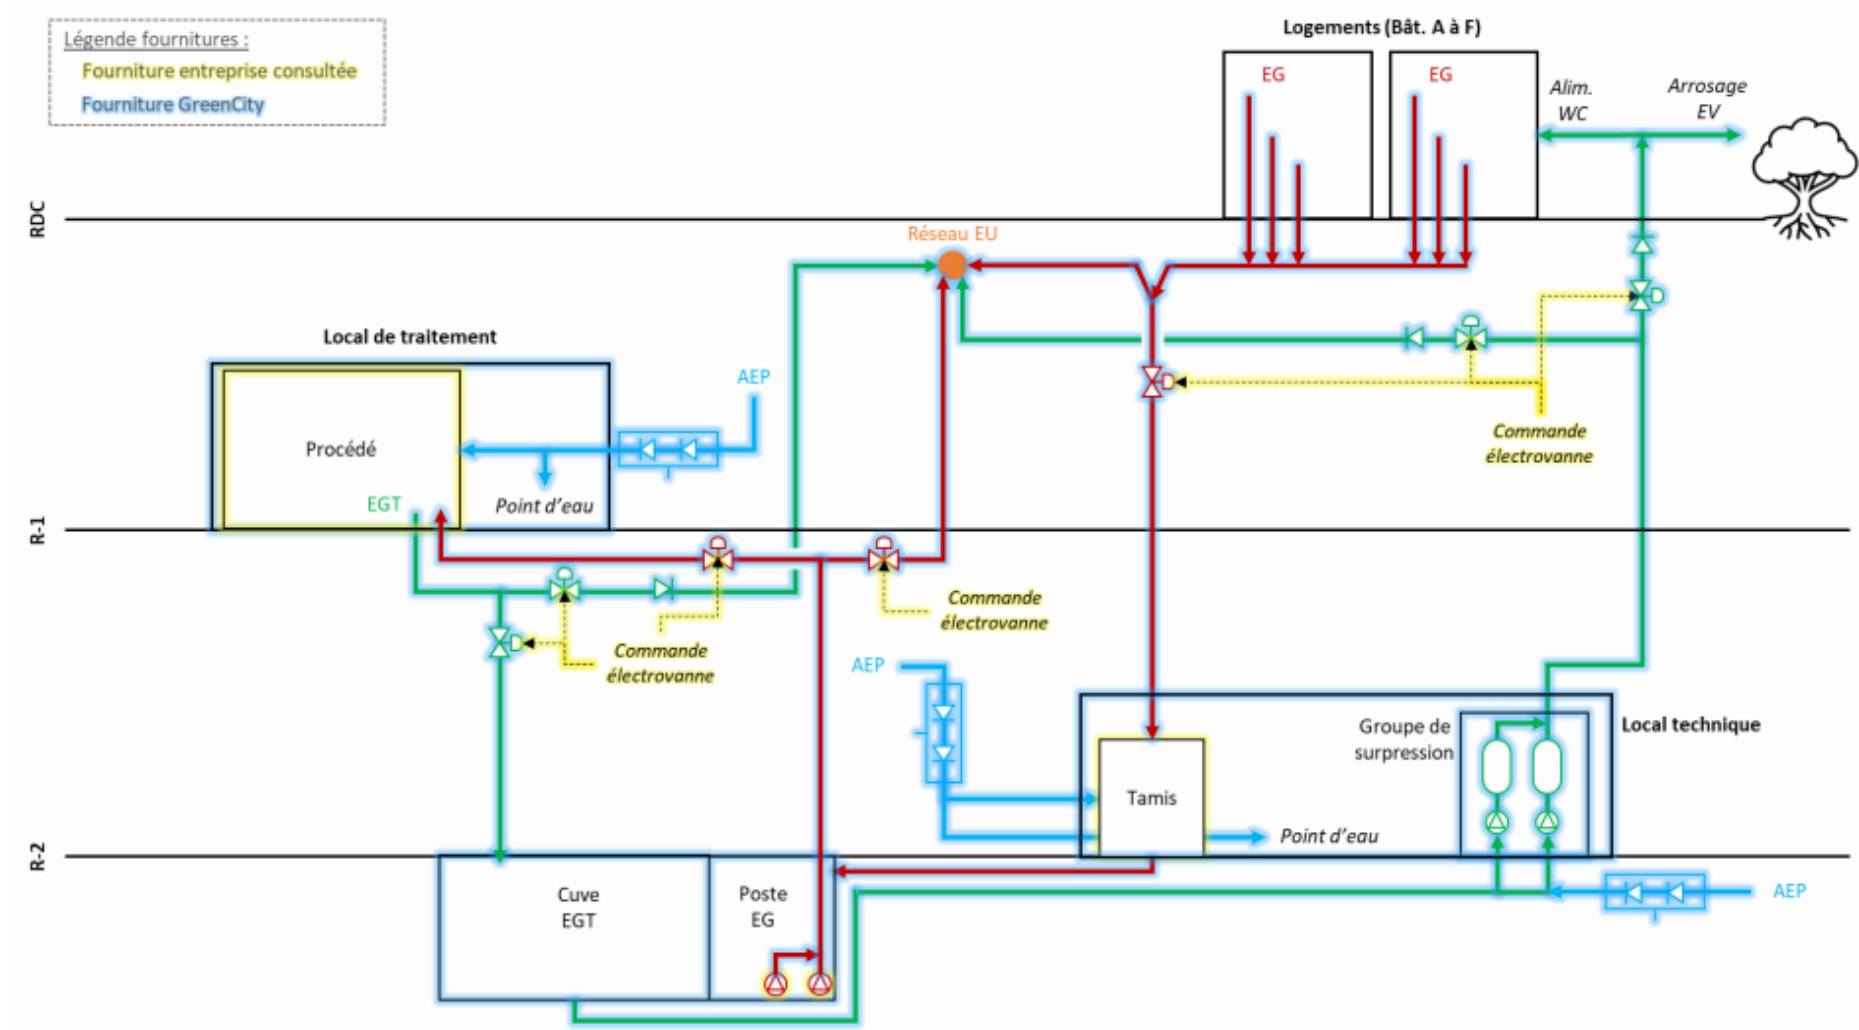 Légende fournitures :
Fourniture entreprise consultée
Fourniture GreenCity
Logements (Bât. A à F)
EG
EG
Alim.
WC
Arrosage
EV
RDC
Réseau EU
Local de traitement
AEP
Procédé
EGT
Point d'eau
Commande
électrovanne
R-1
Commande
électrovanne
Commande
électrovanne
AEP
Groupe de
surpression
Local technique
Tamis
Point d'eau
R-2
Cuve
EGT
Poste
EG
AEP